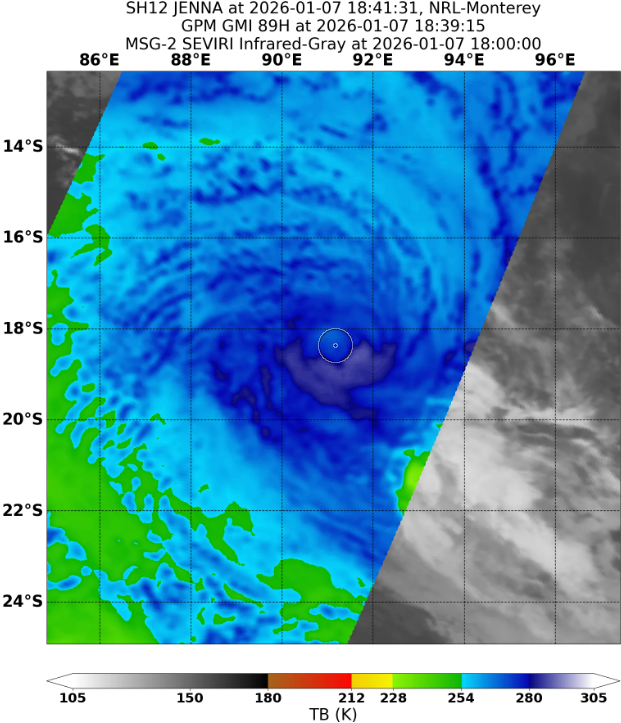 SH12 JENNA at 2026-01-07 18:41:31, NRL-Monterey
GPM GMI 89H at 2026-01-07 18:39:15
MSG-2 SEVIRI Infrared-Gray at 2026-01-07 18:00:00
86°E 88°E 90°E 92°E 94°E 96°E
14°S
16°S
18°S
20°S
22°S
24°S
105 150 180 212 228 254 280 305
TB (K)